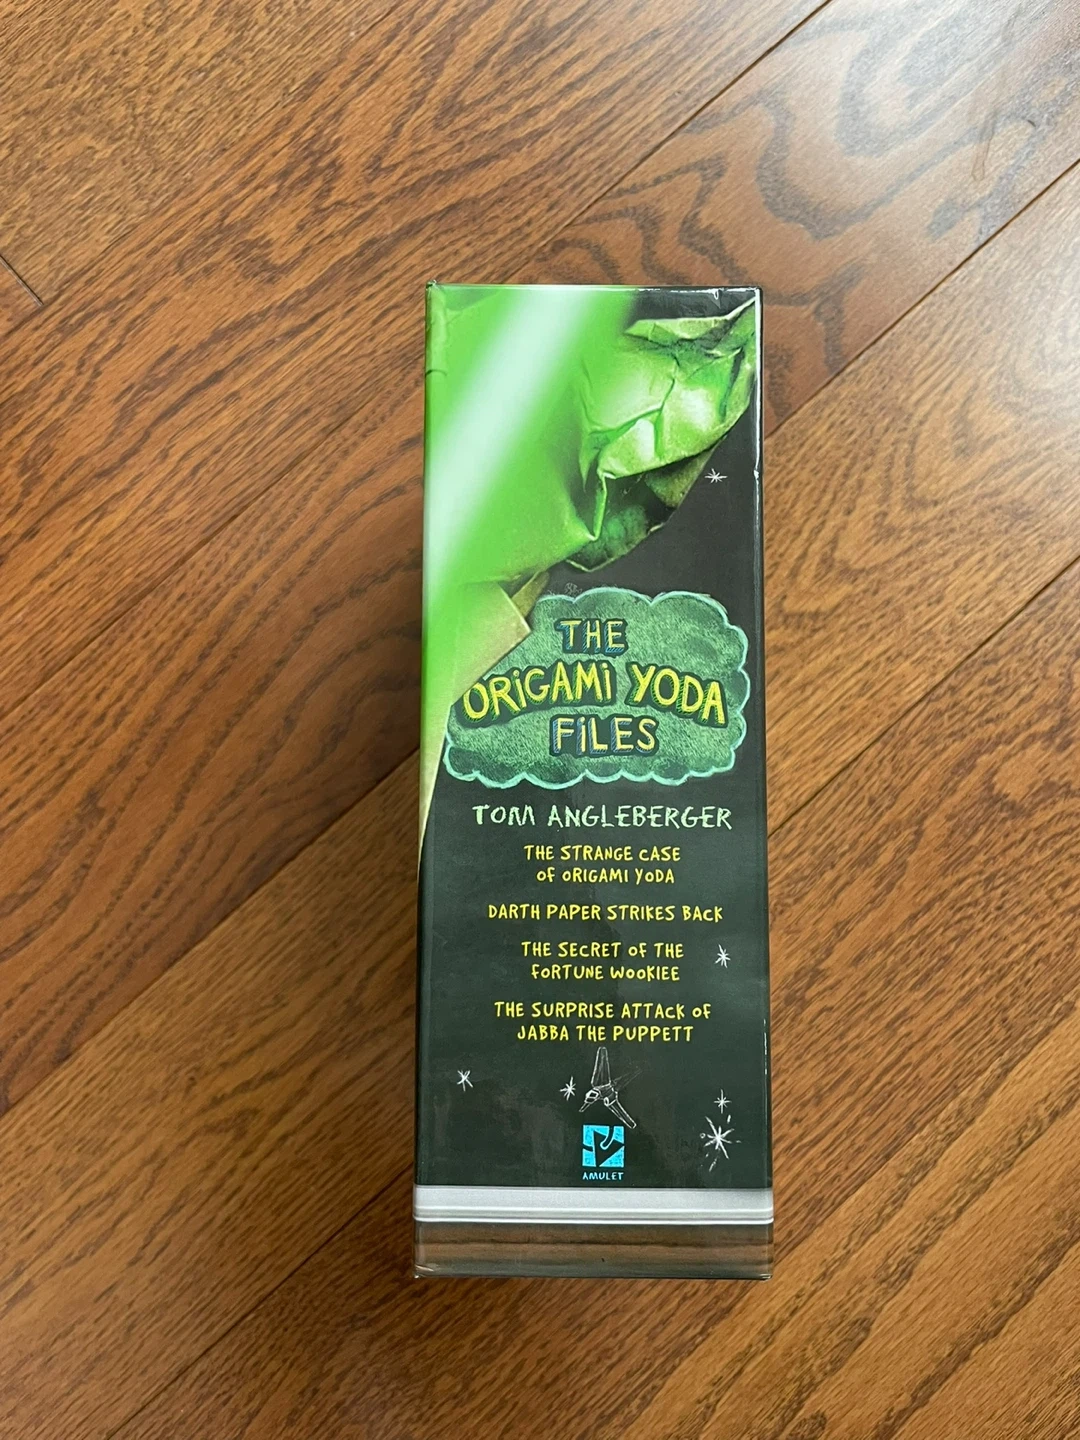 THE
ORiGAMi YODA
FiLES
TOM ANGLEBERGER
THE STRANGE CASE
OF ORIGAMI YODA
DARTH PAPER STRIKES BACK
THE SECRET OF THE
FORTUNE WOOKIEE
THE SURPRISE ATTACK OF
JABBA THE PUPPETT
AMULET